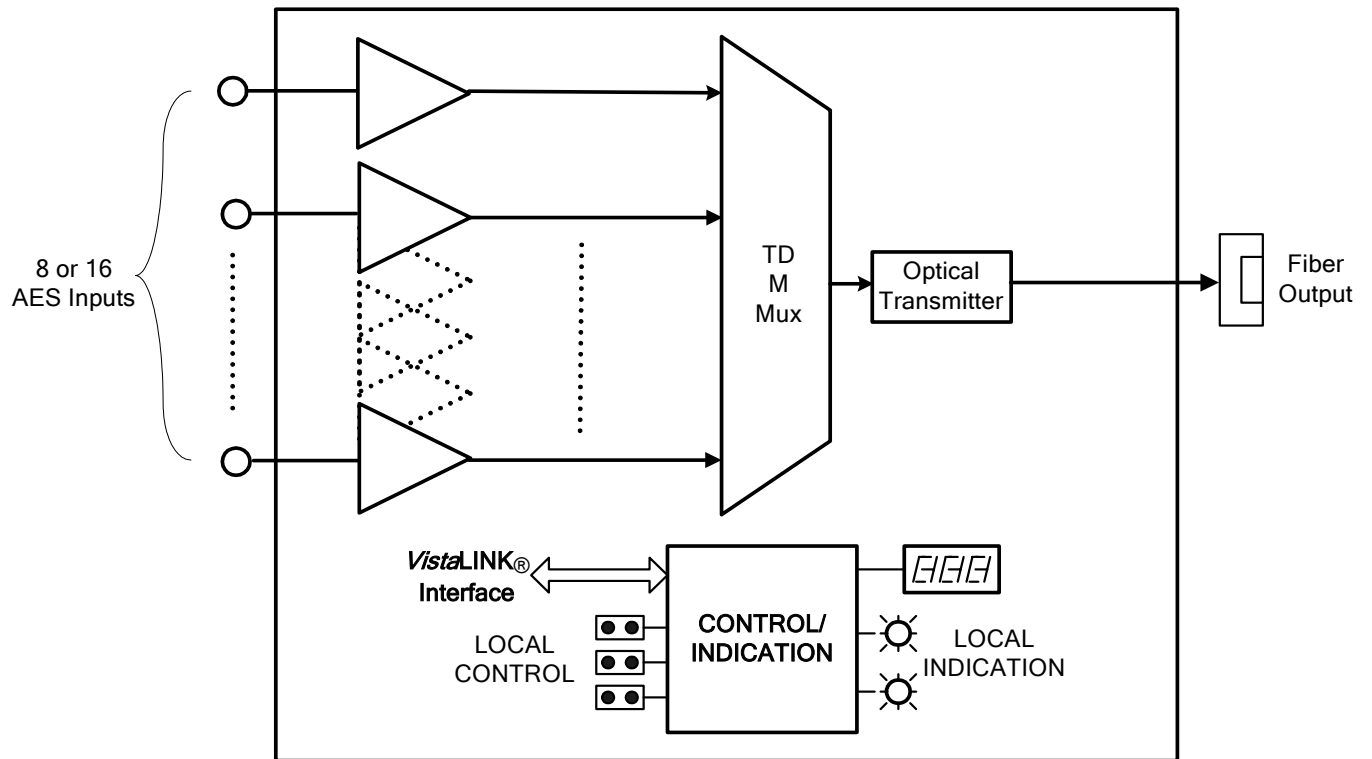 8 or 16
AES Inputs
TD
M
Mux
Optical
Transmitter
Fiber
Output
VistaLINK®
Interface
LOCAL
CONTROL
CONTROL/
INDICATION
LOCAL
INDICATION